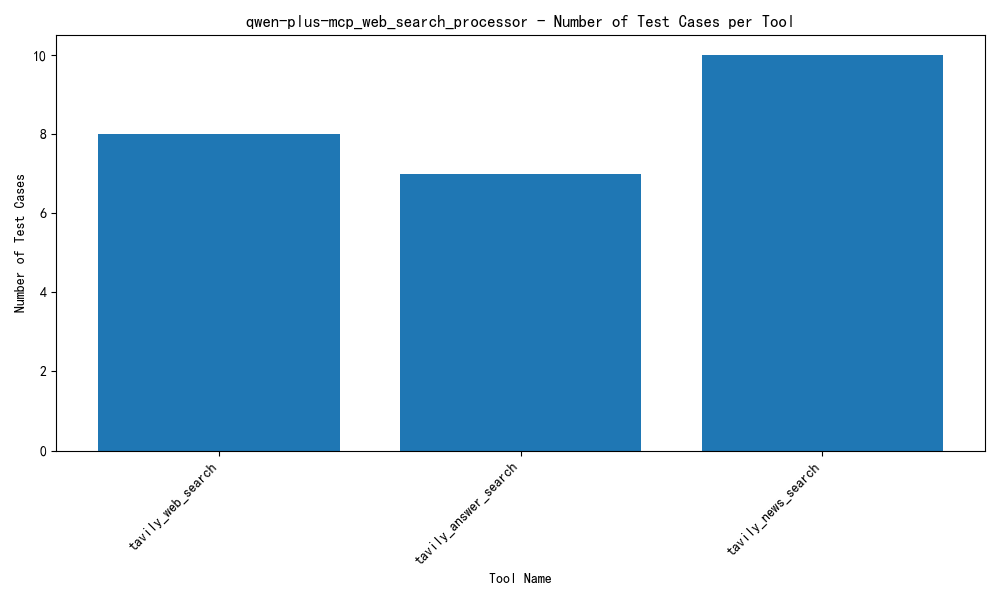 qwen-plus-mcp_web_search_processor - Number of Test Cases per Tool
Number of Test Cases
10
8
6
4
2
0
tavily_web_search
tavily_answer_search
tavily_news_search
Tool Name